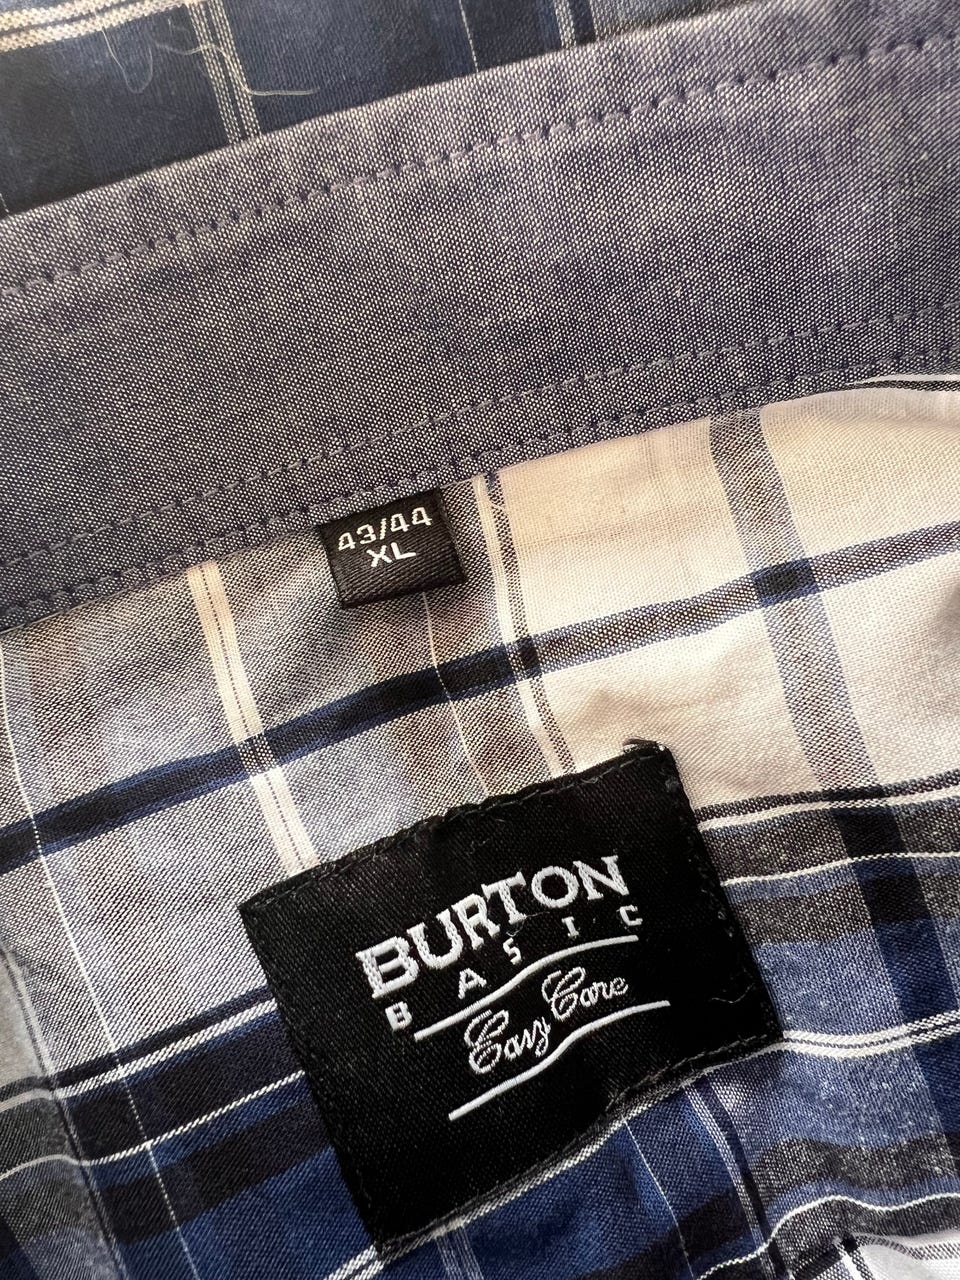 43/44
XL
BURTON
BASIC
Easy Care